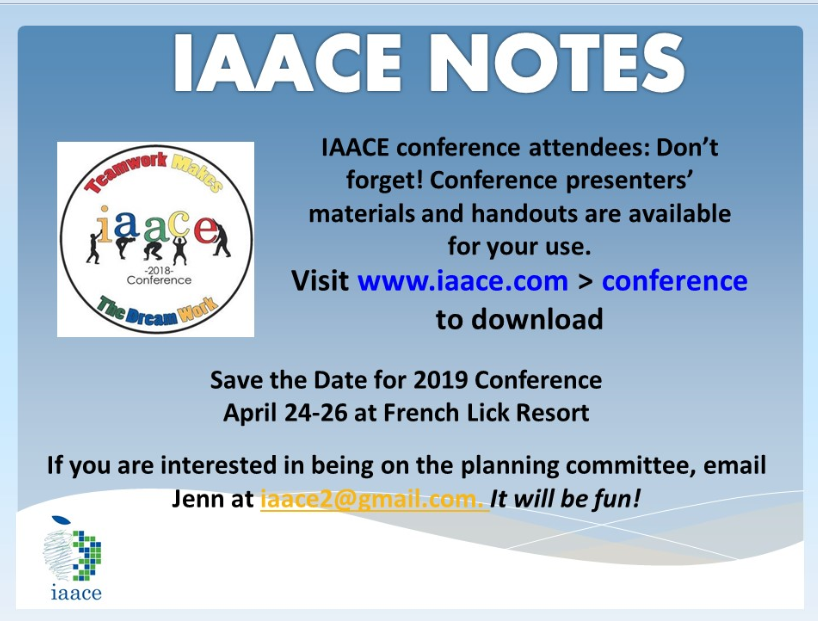 IAACE NOTES
Teamwork Makes
iaace
-2018-
Conference
The Dream Work
IAACE conference attendees: Don’t
forget! Conference presenters’
materials and handouts are available
for your use.
Visit www.iaace.com > conference
to download
Save the Date for 2019 Conference
April 24-26 at French Lick Resort
If you are interested in being on the planning committee, email
Jenn at iaace2@gmail.com. It will be fun!
iaace